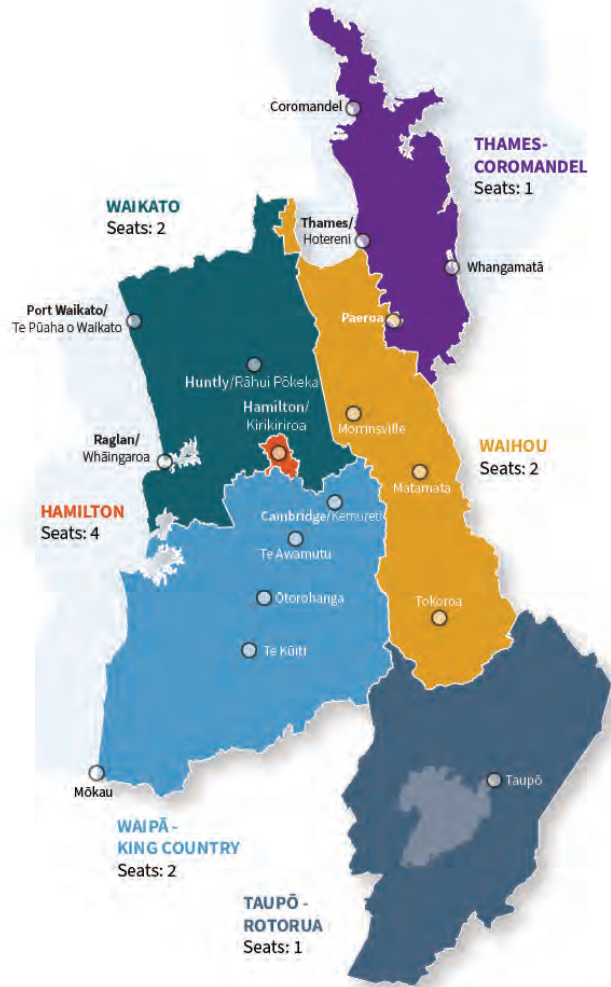 Coromandel
THAMES-
COROMANDEL
Seats: 1
WAIKATO
Seats: 2
Thames/
Hotereni
Whangamatā
Port Waikato/
Te Pūaha o Waikato
Paeroa
Huntly/Rāhui Pōkeka
Hamilton/
Kirikiriroa
Morrinsville
Raglan/
Whāingaroa
WAIHOU
Seats: 2
Matamata
HAMILTON
Seats: 4
Cambridge/Kemureti
Te Awamutu
Ōtorohanga
Tokoroa
Te Kūiti
Taupō
Mōkau
WAIPĀ -
KING COUNTRY
Seats: 2
TAUPŌ -
ROTORUA
Seats: 1